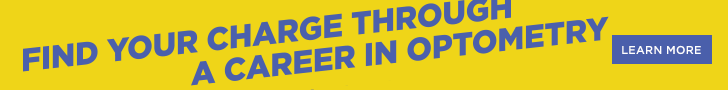 FIND YOUR CHARGE THROUGH
A CAREER IN OPTOMETRY
LEARN MORE